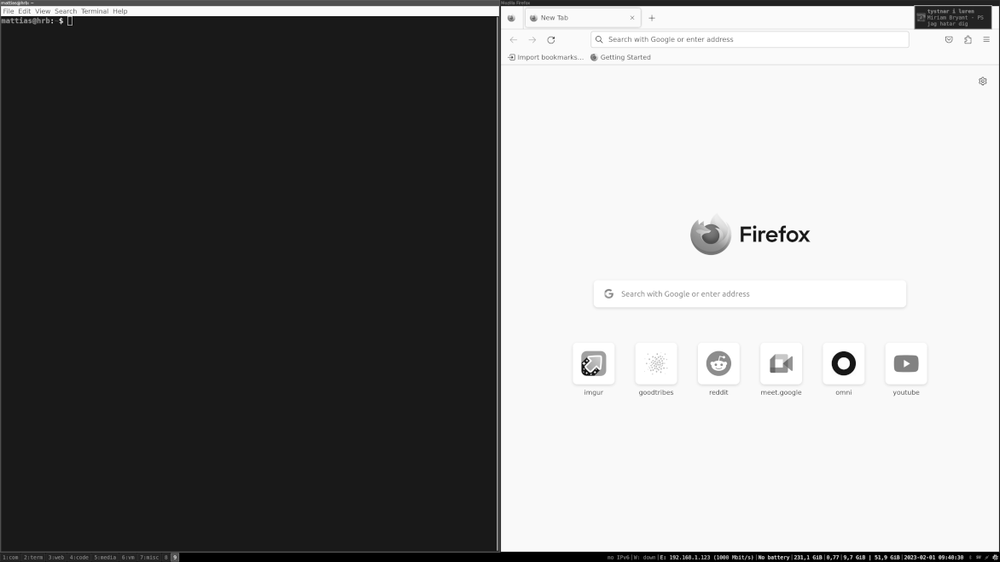 mattias@hrb: ~
File Edit View Search Terminal Help
mattias@hrb: $
Mozilla Firefox
New Tab
tystnar i luren
Miriam Bryant - PS
jag hatar dig
Search with Google or enter address
Import bookmarks... Getting Started
Firefox
Search with Google or enter address
imgur goodtribes reddit meet.google omni youtube
1:com 2:term 3:web 4:code 5:media 6:vm 7:misc 8 9
no IPv6|W: down|E: 192.168.1.123 (1000 Mbit/s)|No battery|231,1 GiB|0,77|9,7 GiB | 51,9 GiB|2023-02-01 09:40:30